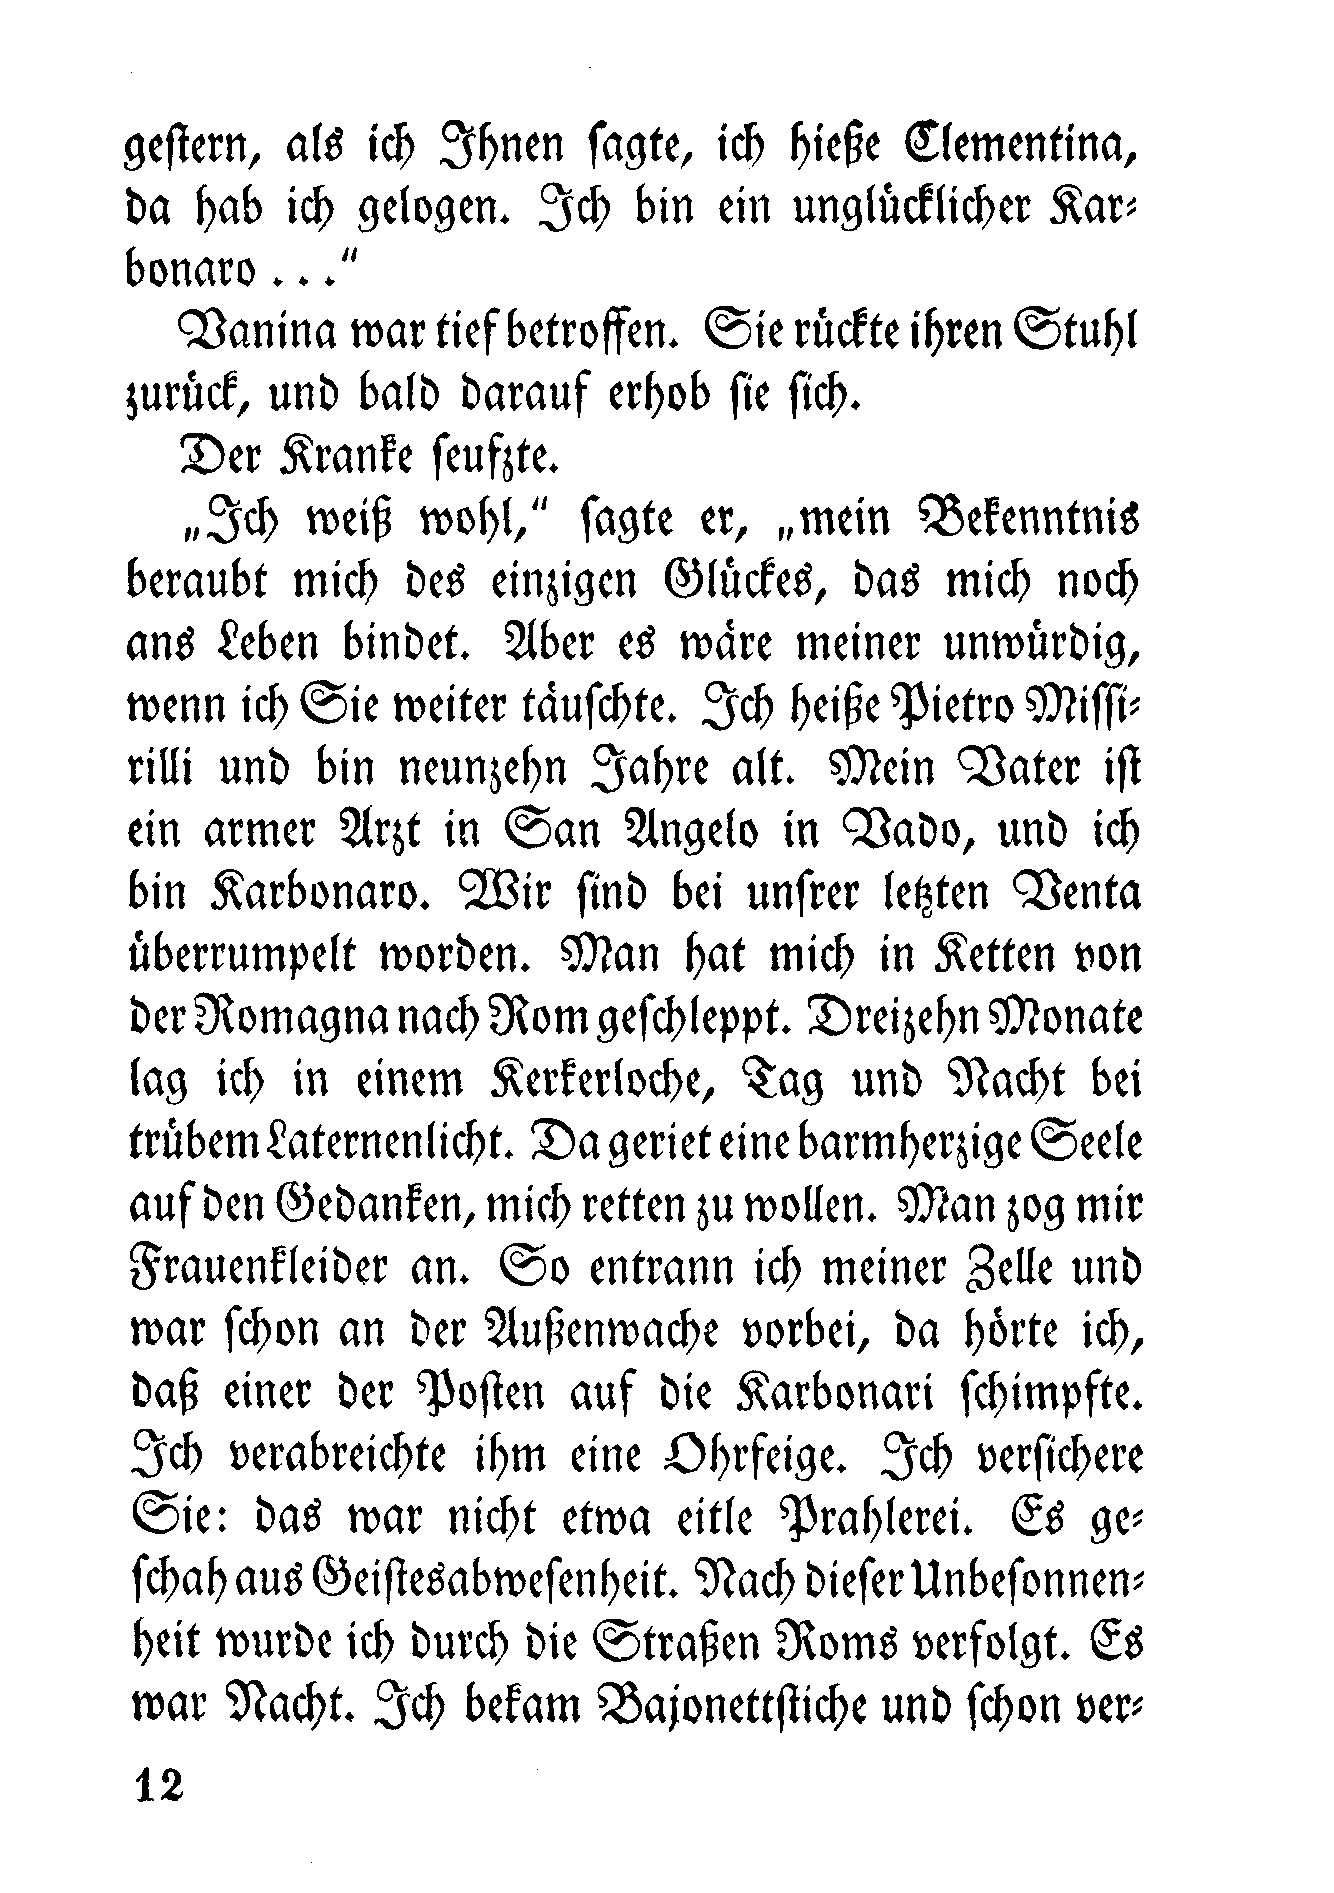 gestern, als ich Ihnen sagte, ich hieße Clementina,
da hab ich gelogen. Ich bin ein unglücklicher Kar-
bonaro . . .“
Vanina war tief betroffen. Sie rückte ihren Stuhl
zurück, und bald darauf erhob sie sich.
Der Kranke seufzte.
„Ich weiß wohl,“ sagte er, „mein Bekenntnis
beraubt mich des einzigen Glückes, das mich noch
ans Leben bindet. Aber es wäre meiner unwürdig,
wenn ich Sie weiter täuschte. Ich heiße Pietro Missi-
rilli und bin neunzehn Jahre alt. Mein Vater ist
ein armer Arzt in San Angelo in Vado, und ich
bin Karbonaro. Wir sind bei unsrer letzten Venta
überrumpelt worden. Man hat mich in Ketten von
der Romagna nach Rom geschleppt. Dreizehn Monate
lag ich in einem Kerkerloche, Tag und Nacht bei
trübem Laternenlicht. Da geriet eine barmherzige Seele
auf den Gedanken, mich retten zu wollen. Man zog mir
Frauenkleider an. So entrann ich meiner Zelle und
war schon an der Außenwache vorbei, da hörte ich,
daß einer der Posten auf die Karbonari schimpfte.
Ich verabreichte ihm eine Ohrfeige. Ich versichere
Sie: das war nicht etwa eitle Prahlerei. Es ge-
schah aus Geistesabwesenheit. Nach dieser Unbesonnen-
heit wurde ich durch die Straßen Roms verfolgt. Es
war Nacht. Ich bekam Bajonettstiche und schon ver-
12